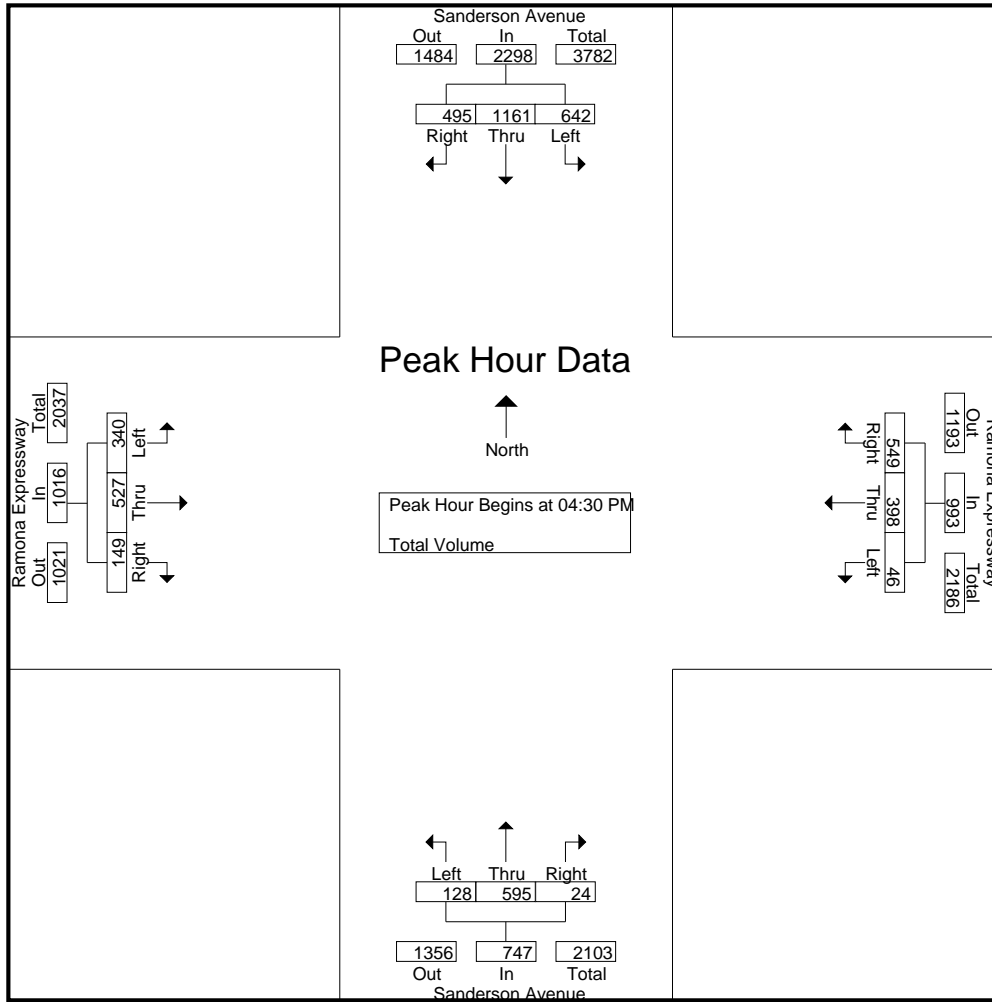 Sanderson Avenue
Out In Total
1484 2298 3782
495 1161 642
Right Thru Left
Peak Hour Data
North
Peak Hour Begins at 04:30 PM
Total Volume
Ramona Expressway
Total In Out
2037 1016 1021
340 527 149
Left Thru Right
Right Thru Left
549 398 46
1193 993 2186
Out In Total
Ramona Expressway
Left Thru Right
128 595 24
1356 747 2103
Out In Total
Sanderson Avenue